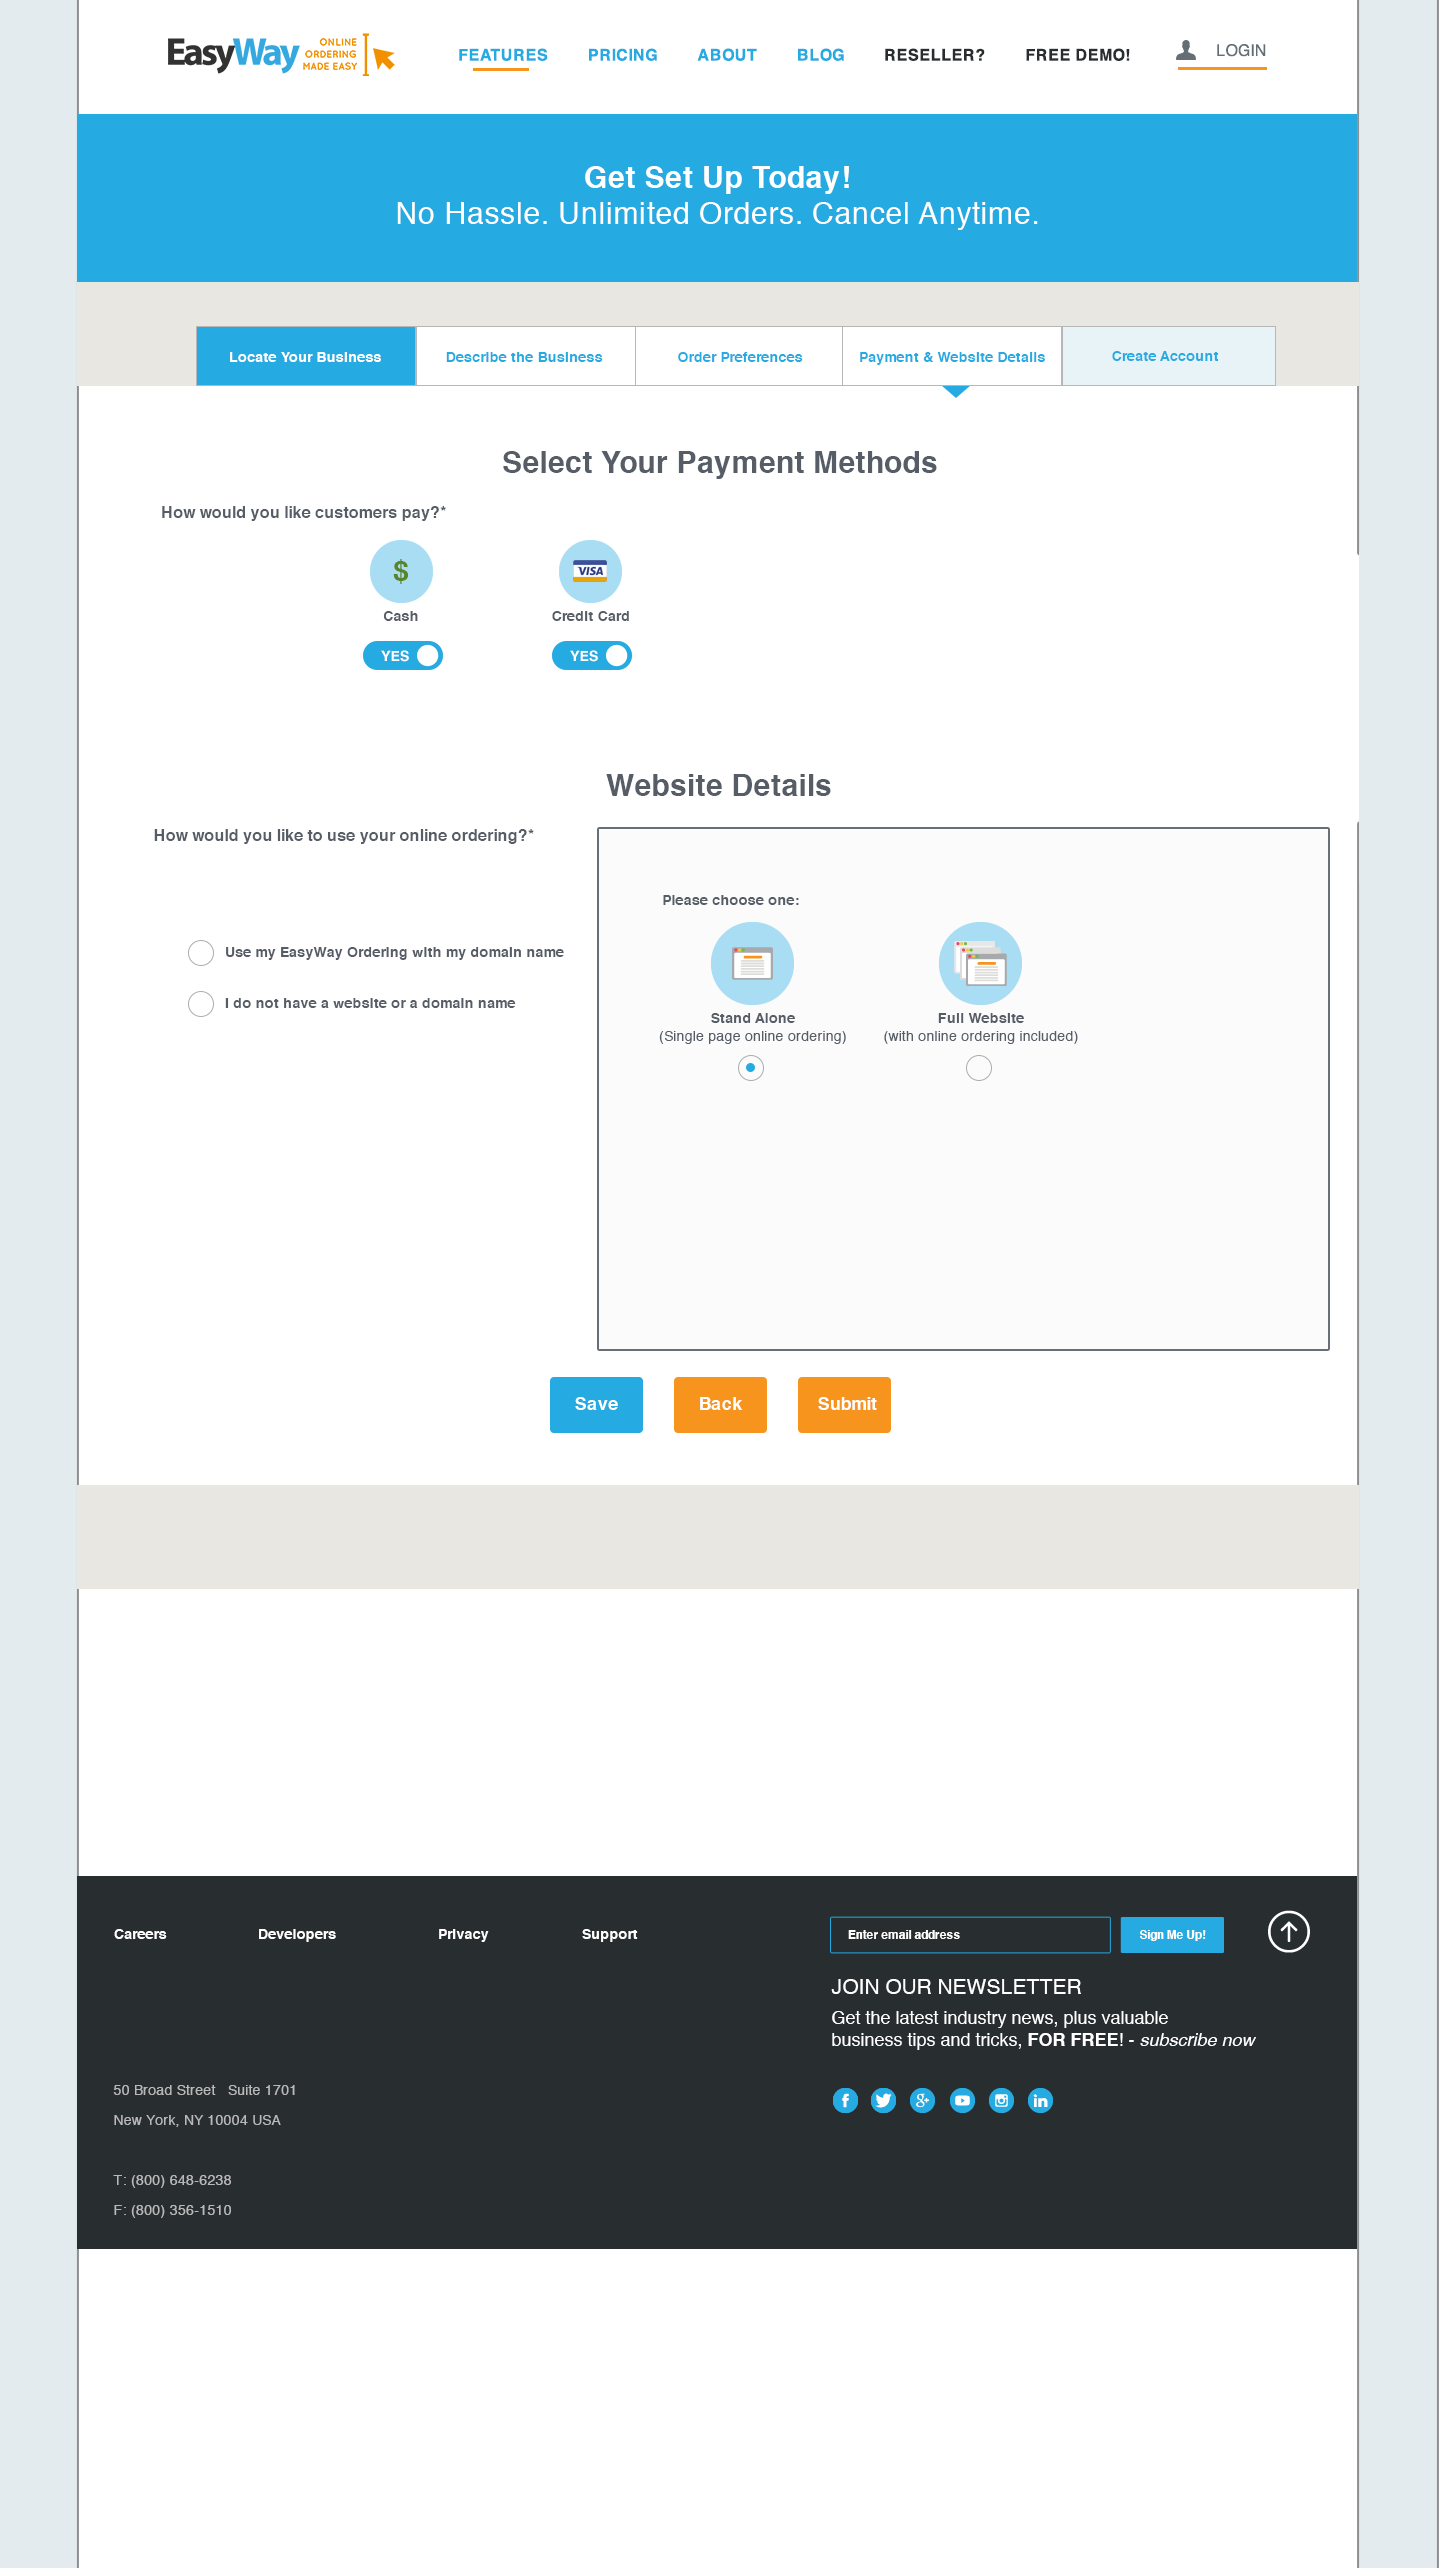 EasyWay
ONLINE
ORDERING
MADE EASY
FEATURES PRICING ABOUT BLOG RESELLER? FREE DEMO! LOGIN
Get Set Up Today!
No Hassle. Unlimited Orders. Cancel Anytime.
Locate Your Business Describe the Business Order Preferences Payment & Website Details Create Account
Select Your Payment Methods
How would you like customers pay?*
$ VISA
Cash Credit Card
YES YES
Website Details
How would you like to use your online ordering?*
Please choose one:
Use my EasyWay Ordering with my domain name
I do not have a website or a domain name
Stand Alone Full Website
(Single page online ordering) (with online ordering included)
Save Back Submit
Careers Developers Privacy Support
Enter email address Sign Me Up!
JOIN OUR NEWSLETTER
Get the latest industry news, plus valuable
business tips and tricks, FOR FREE! - subscribe now
50 Broad Street Suite 1701
New York, NY 10004 USA
T: (800) 648-6238
F: (800) 356-1510